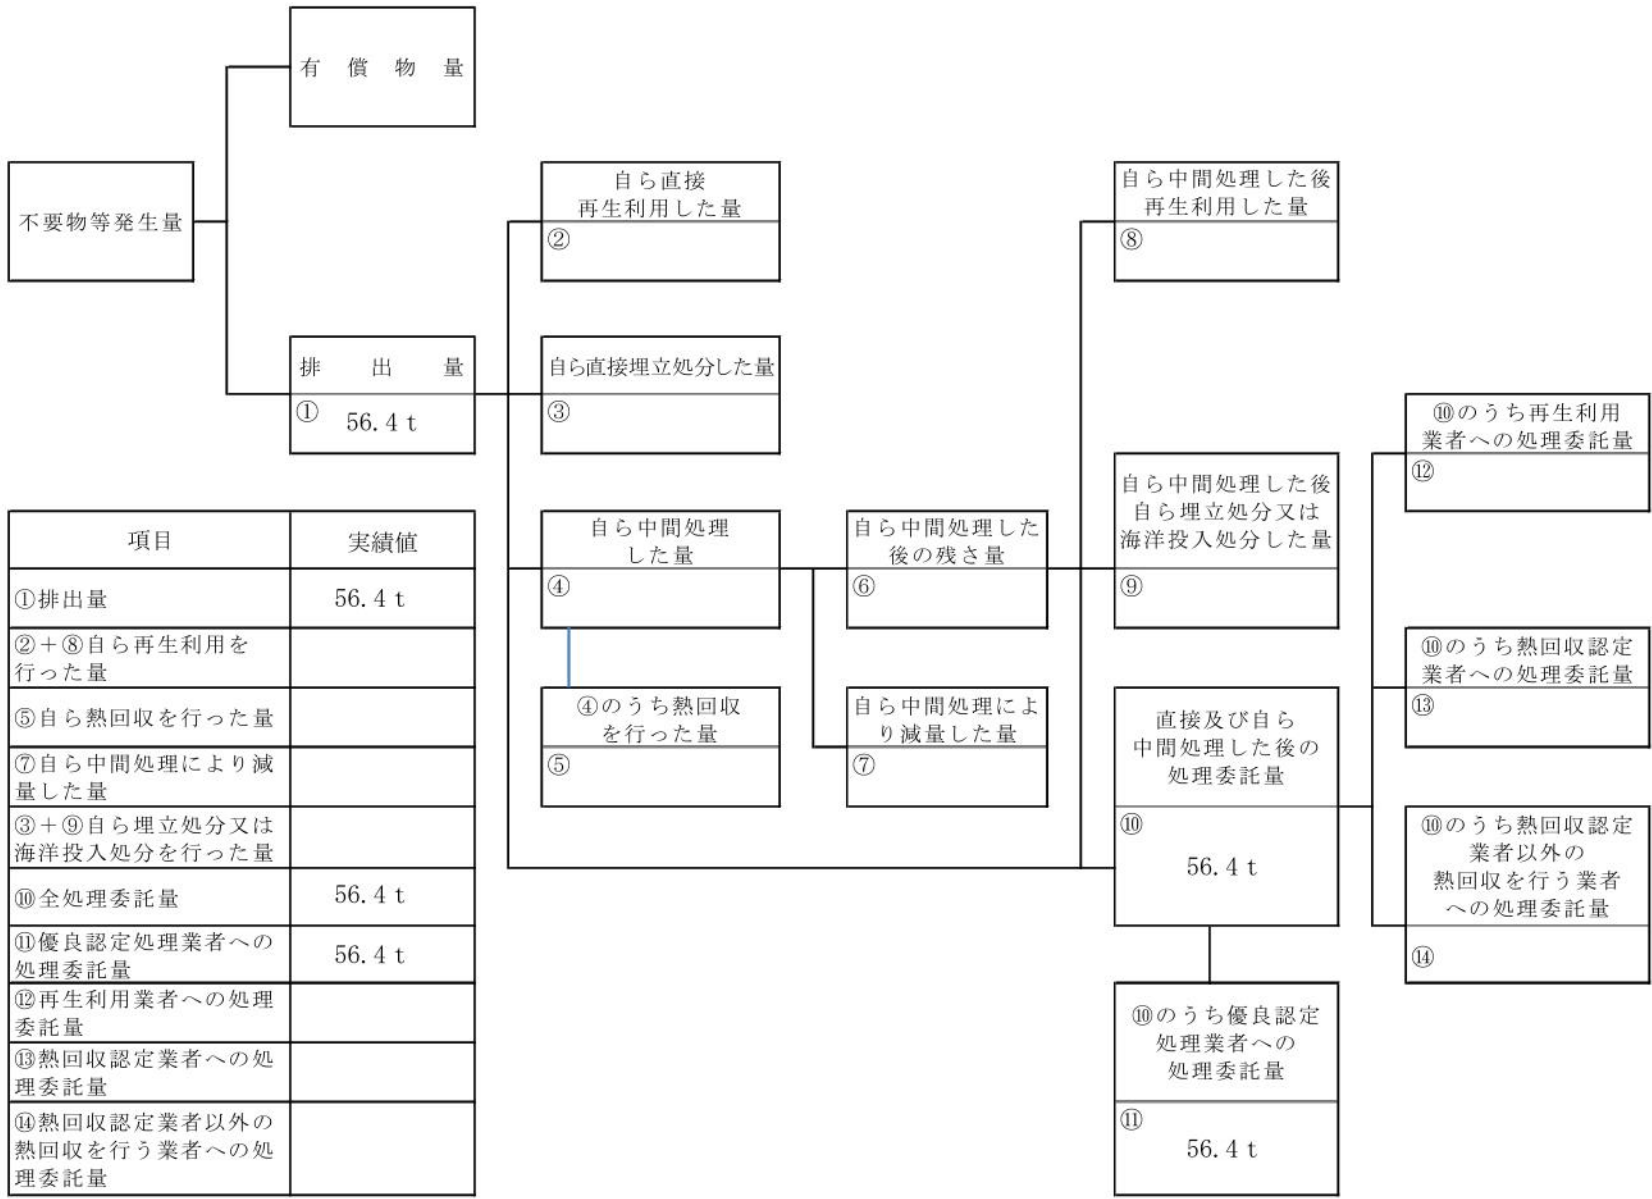 有償物量
不要物等発生量
排出量
① 56.4 t
自ら直接
再生利用した量
②
自ら直接埋立処分した量
③
自ら中間処理
した量
④
④のうち熱回収
を行った量
⑤
自ら中間処理した
後の残さ量
⑥
自ら中間処理によ
り減量した量
⑦
自ら中間処理した後
再生利用した量
⑧
自ら中間処理した後
自ら埋立処分又は
海洋投入処分した量
⑨
直接及び自ら
中間処理した後の
処理委託量
⑩
56.4 t
⑩のうち優良認定
処理業者への
処理委託量
⑪
56.4 t
⑩のうち再生利用
業者への処理委託量
⑫
⑩のうち熱回収認定
業者への処理委託量
⑬
⑩のうち熱回収認定
業者以外の
熱回収を行う業者
への処理委託量
⑭
項目 実績値
①排出量 56.4 t
②＋⑧自ら再生利用を
行った量
⑤自ら熱回収を行った量
⑦自ら中間処理により減
量した量
③＋⑨自ら埋立処分又は
海洋投入処分を行った量
⑩全処理委託量 56.4 t
⑪優良認定処理業者への
処理委託量 56.4 t
⑫再生利用業者への処理
委託量
⑬熱回収認定業者への処
理委託量
⑭熱回収認定業者以外の
熱回収を行う業者への処
理委託量